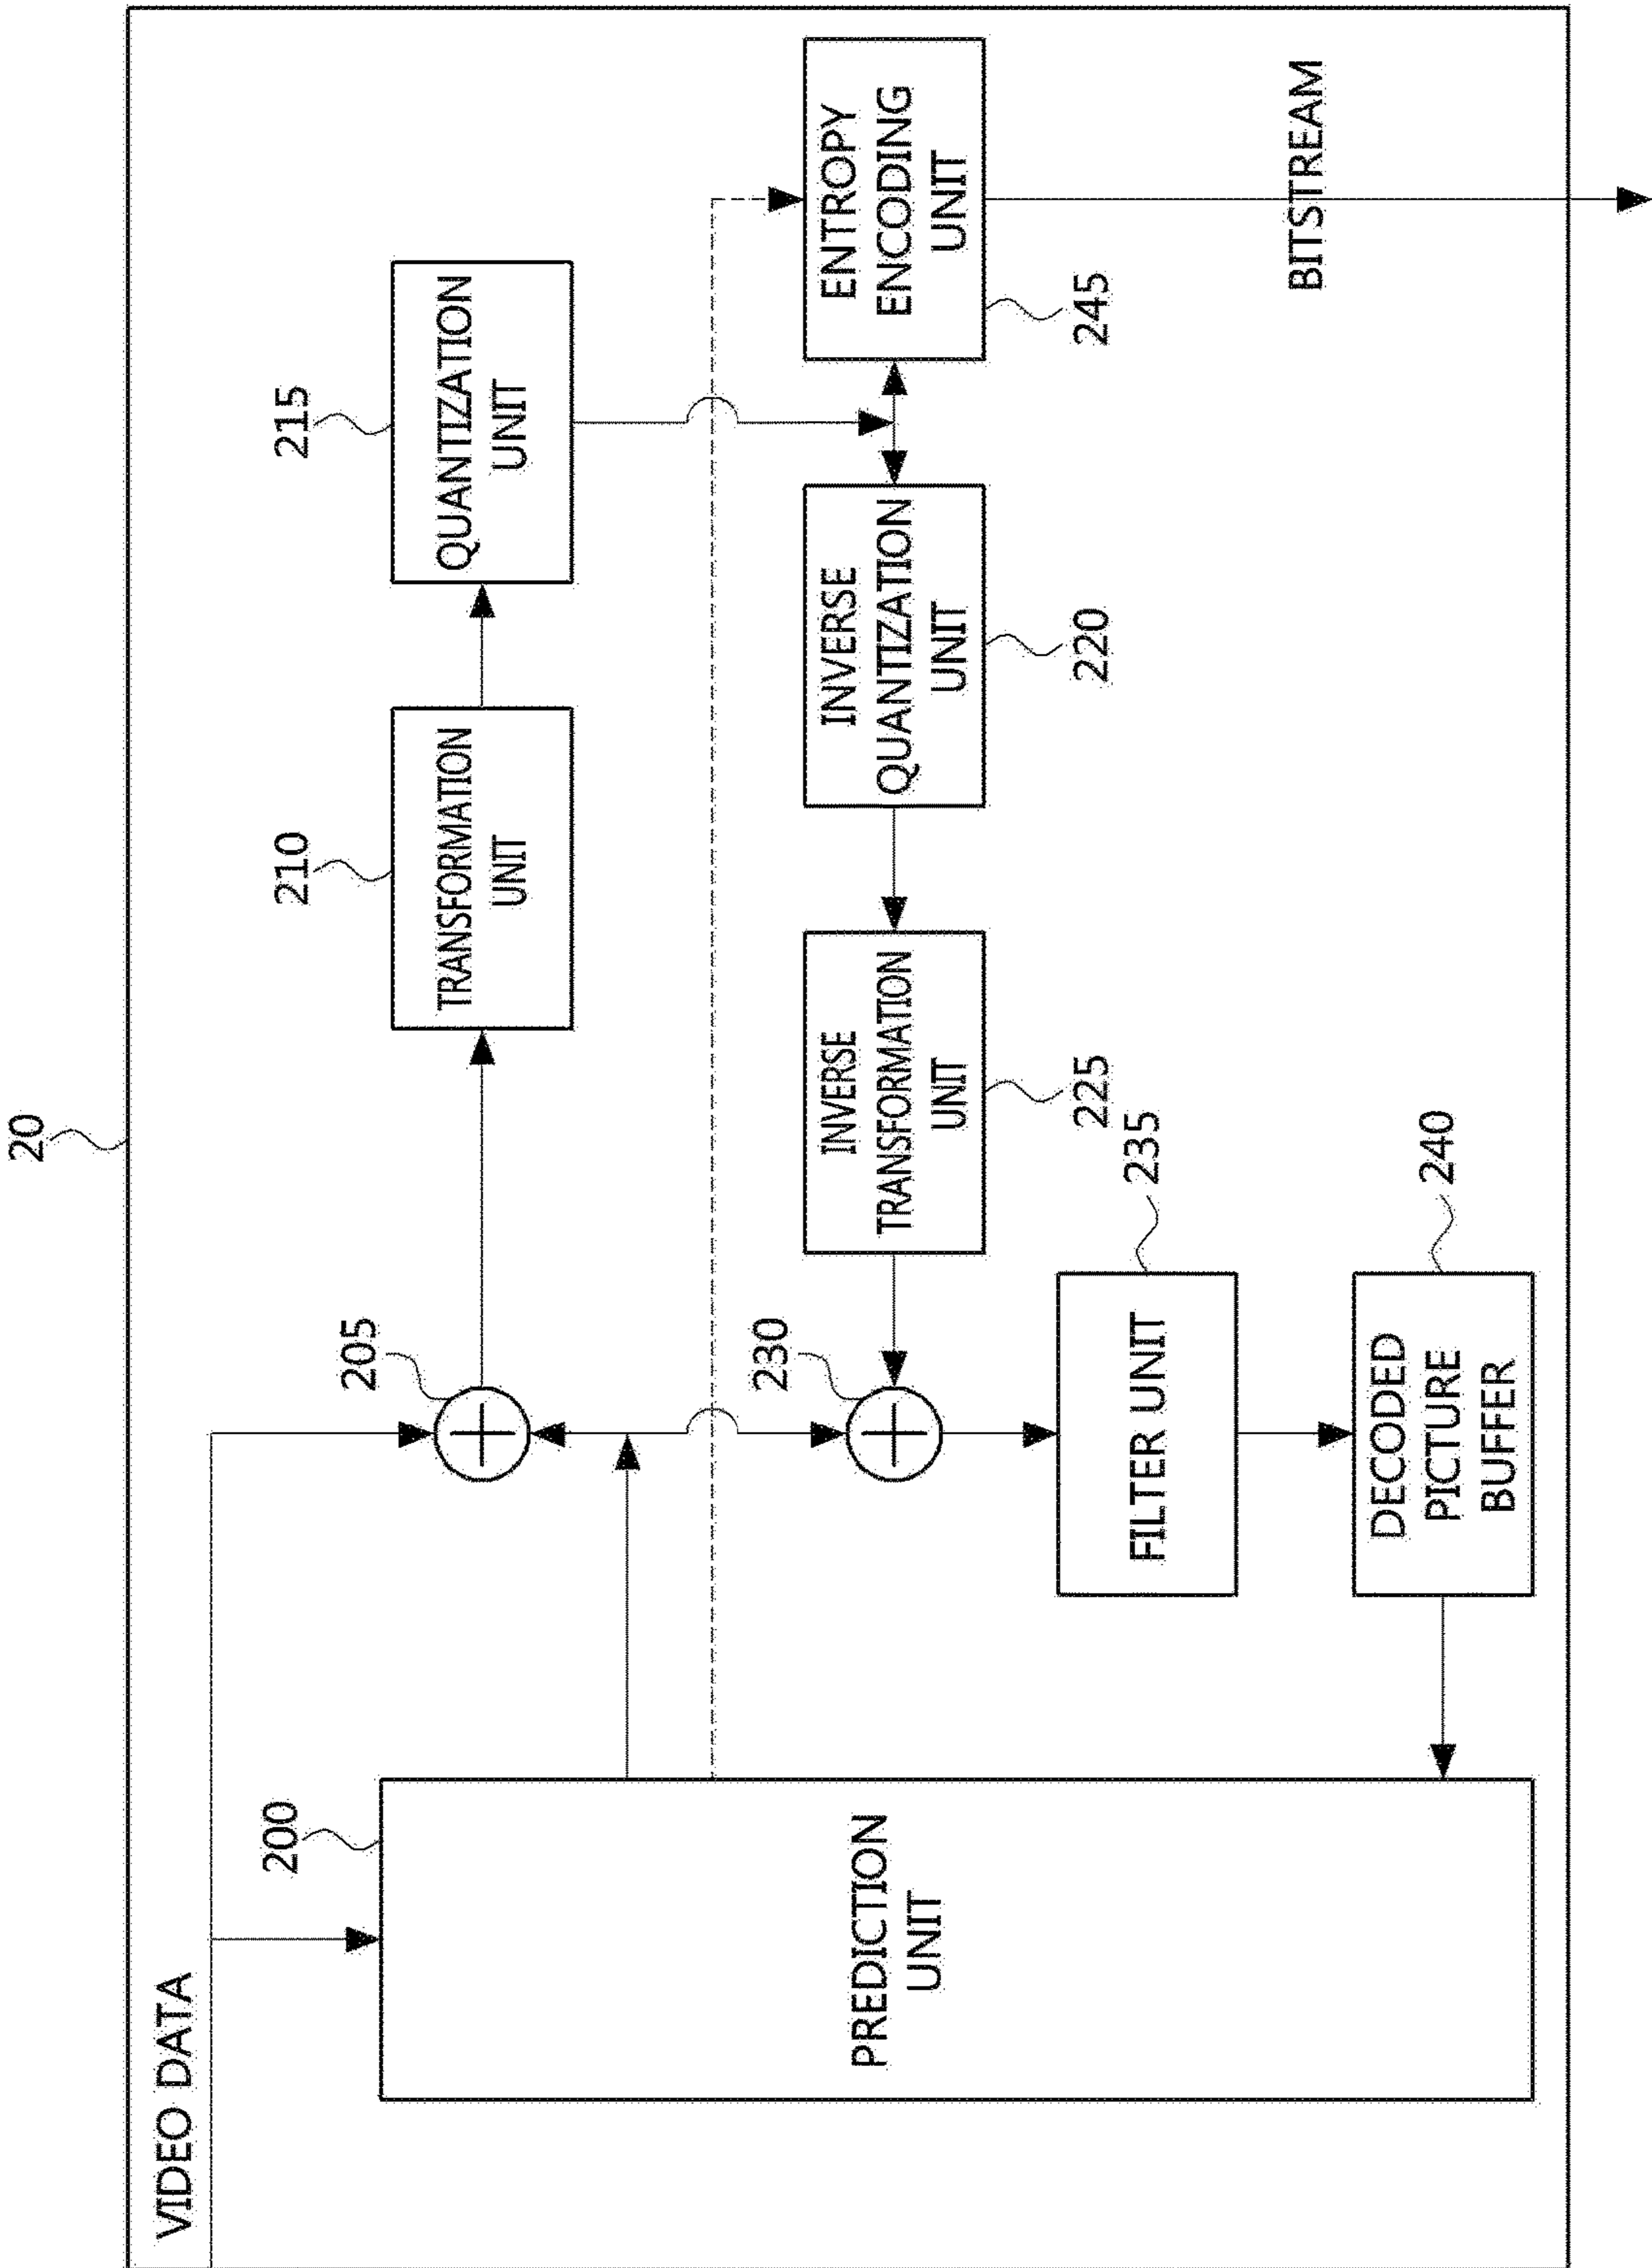 20
VIDEO DATA
200
PREDICTION
UNIT
205
210
TRANSFORMATION
UNIT
215
QUANTIZATION
UNIT
230
INVERSE
TRANSFORMATION
UNIT
225
INVERSE
QUANTIZATION
UNIT
220
ENTROPY
ENCODING
UNIT
245
FILTER UNIT
235
DECODED
PICTURE
BUFFER
240
BITSTREAM